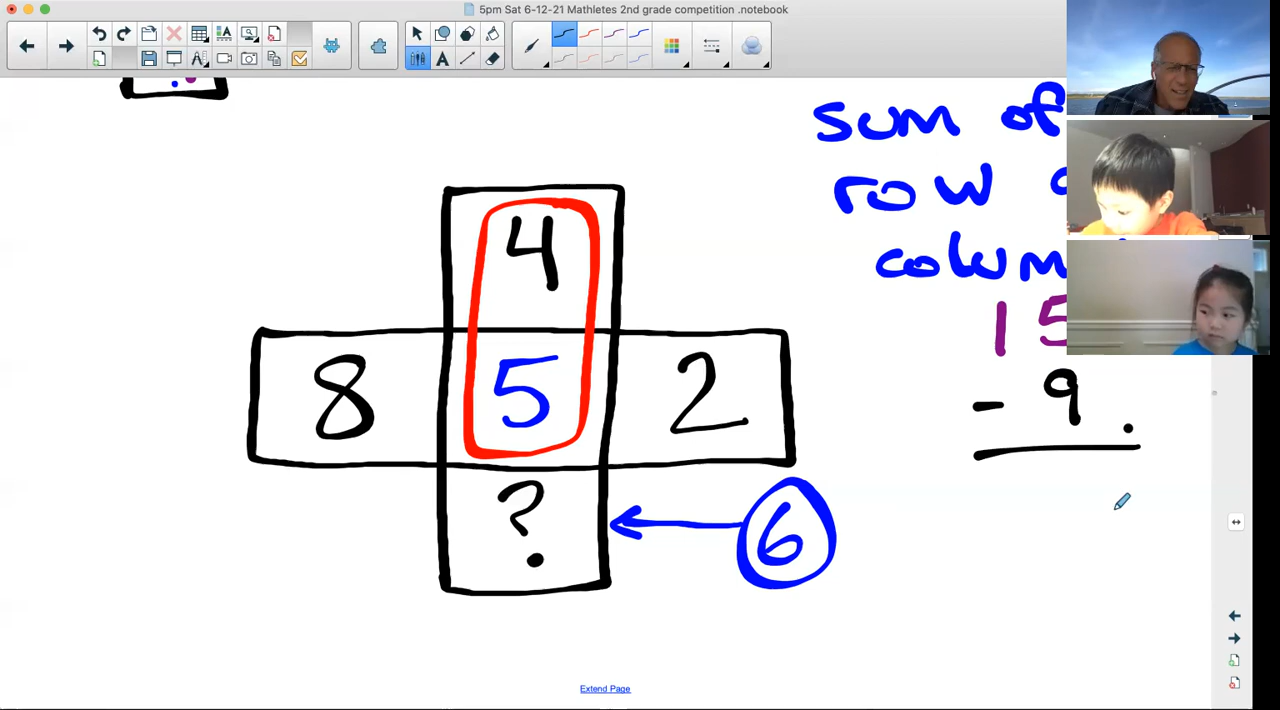 5pm Sat 6-12-21 Mathletes 2nd grade competition .notebook
sum of
row
colum
4
8 5 2
?
6
15
- 9 .
Extend Page